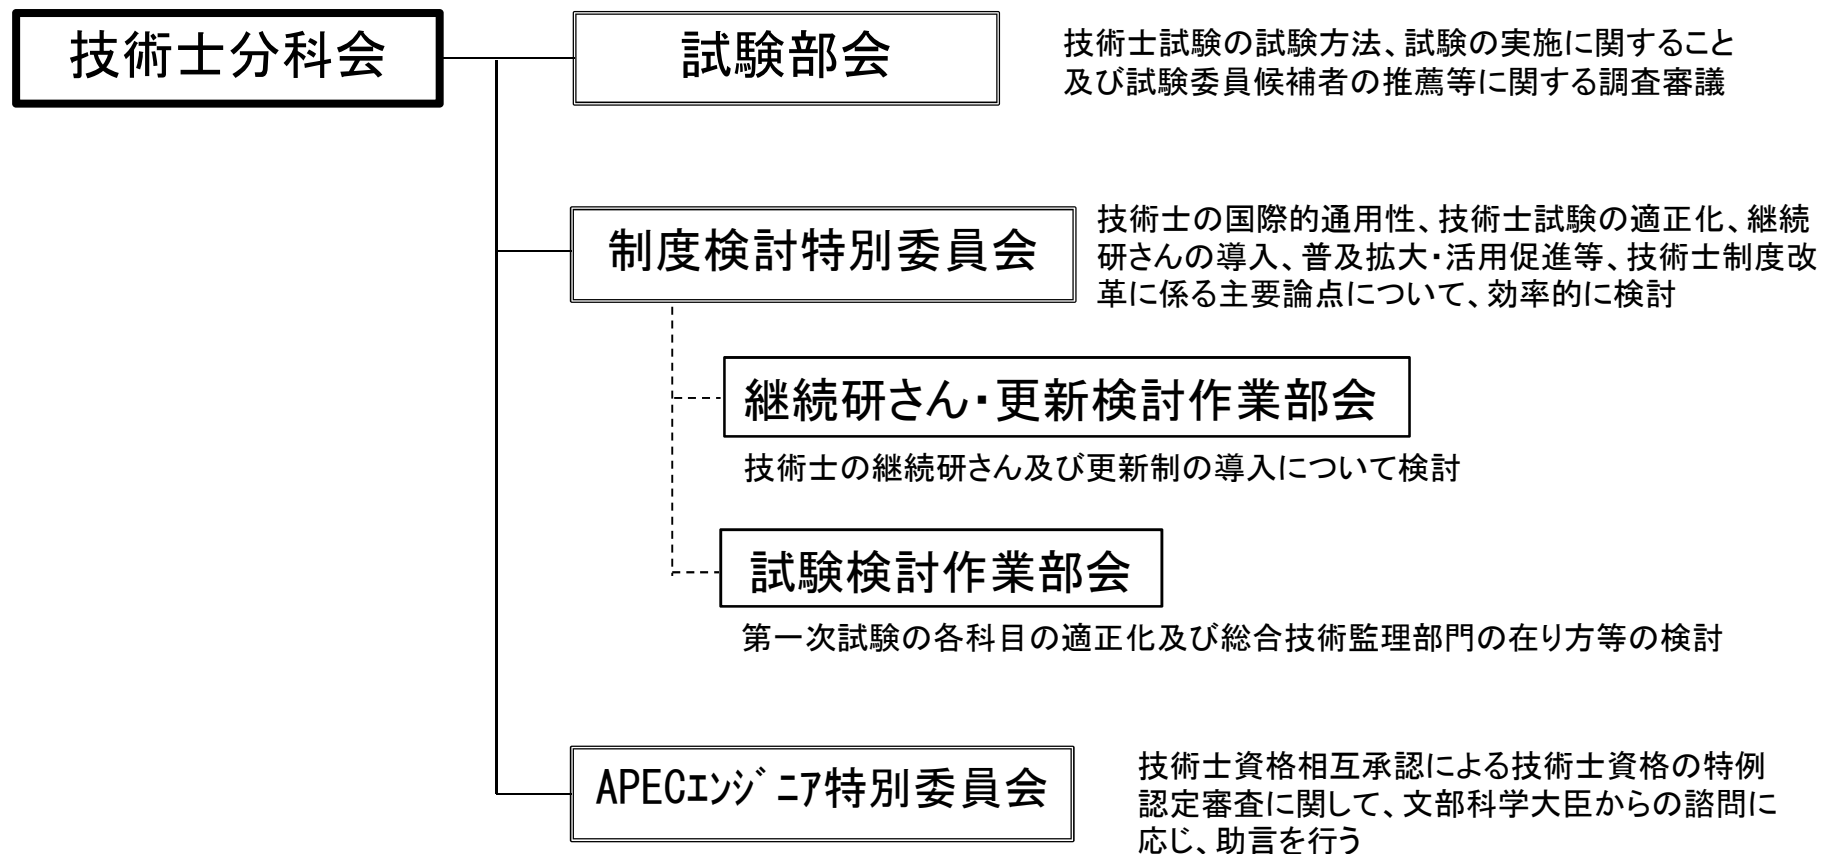 技術士分科会
試験部会
技術士試験の試験方法、試験の実施に関すること
及び試験委員候補者の推薦等に関する調査審議
制度検討特別委員会
技術士の国際的通用性、技術士試験の適正化、継続
研さんの導入、普及拡大・活用促進等、技術士制度改
革に係る主要論点について、効率的に検討
継続研さん・更新検討作業部会
技術士の継続研さん及び更新制の導入について検討
試験検討作業部会
第一次試験の各科目の適正化及び総合技術監理部門の在り方等の検討
APECｴﾝｼﾞﾆｱ特別委員会
技術士資格相互承認による技術士資格の特例
認定審査に関して、文部科学大臣からの諮問に
応じ、助言を行う